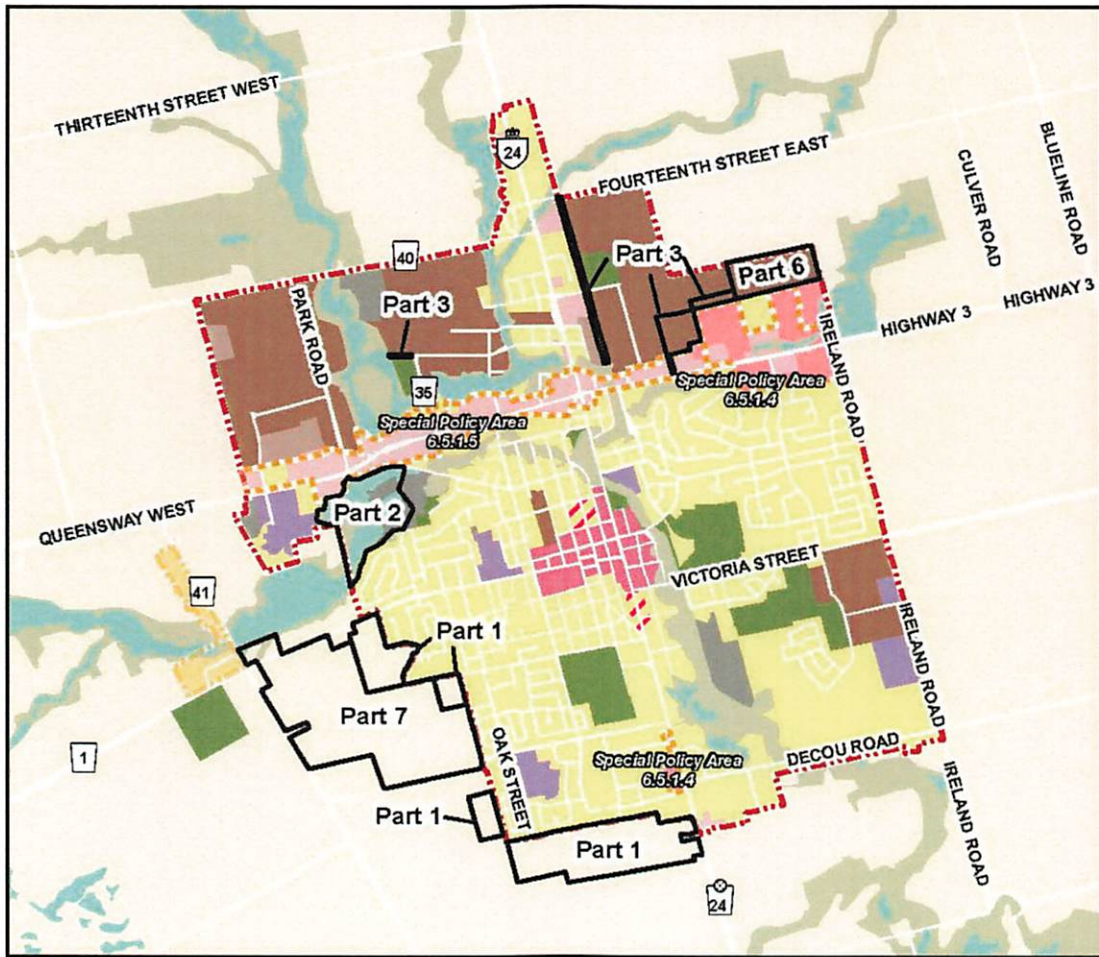 THIRTEENTH STREET WEST
24
FOURTEENTH STREET EAST
CULVER ROAD
BLUELINE ROAD
40
Part 3
Part 6
PARK ROAD
Part 3
IRELAND ROAD
HIGHWAY 3
HIGHWAY 3
35
Special Policy Area
6.5.1.4
Special Policy Area
6.5.1.5
QUEENSWAY WEST
Part 2
VICTORIA STREET
41
IRELAND ROAD
Part 1
Part 7
OAK STREET
1
Special Policy Area
6.5.1.4
DECOU ROAD
IRELAND ROAD
Part 1
Part 1
24